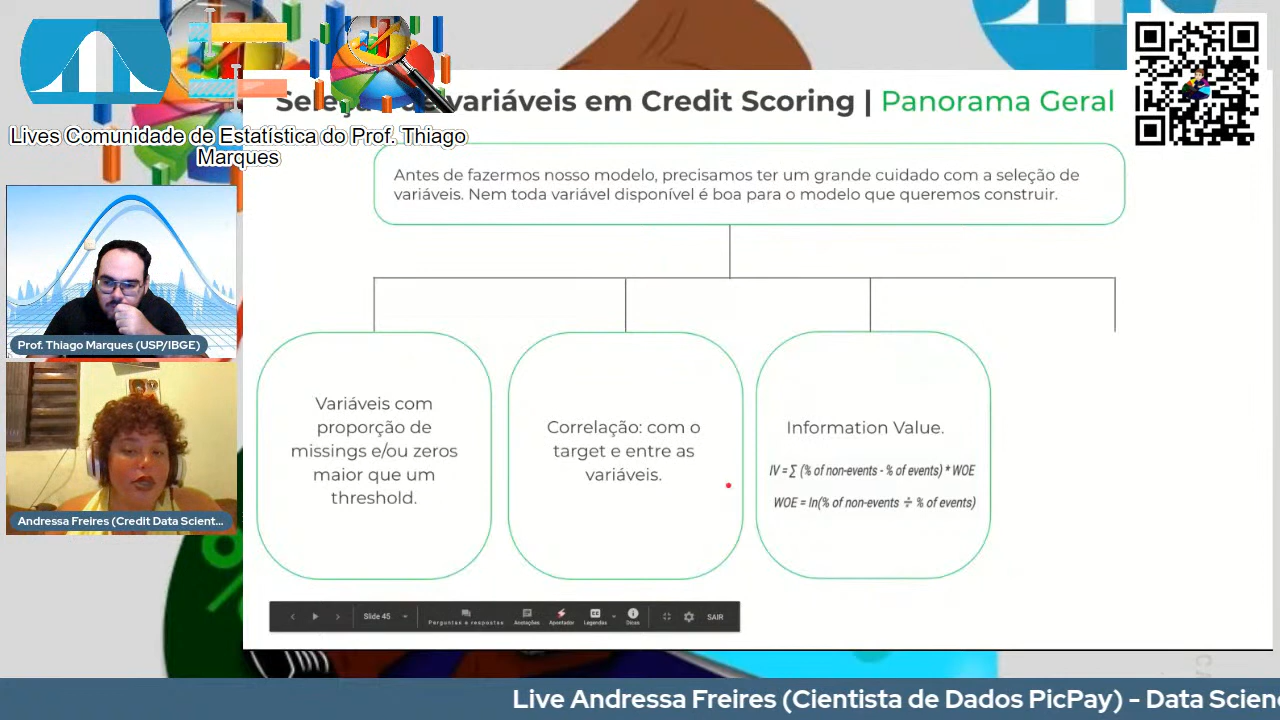 Lives Comunidade de Estatística do Prof. Thiago
Marques
variáveis em Credit Scoring | Panorama Geral
Antes de fazermos nosso modelo, precisamos ter um grande cuidado com a seleção de
variáveis. Nem toda variável disponível é boa para o modelo que queremos construir.
Prof. Thiago Marques (USP/IBGE)
Andressa Freires (Credit Data Scient...
Variáveis com
proporção de
missings e/ou zeros
maior que um
threshold.
Correlação: com o
target e entre as
variáveis.
Information Value.
IV = ∑ (% of non-events - % of events) * WOE
WOE = ln(% of non-events ÷ % of events)
Slide 45
Perguntas e respostas
Anotações
Apontador
Legendas
Dicas
SAIR
%
Live Andressa Freires (Cientista de Dados PicPay) - Data Scien